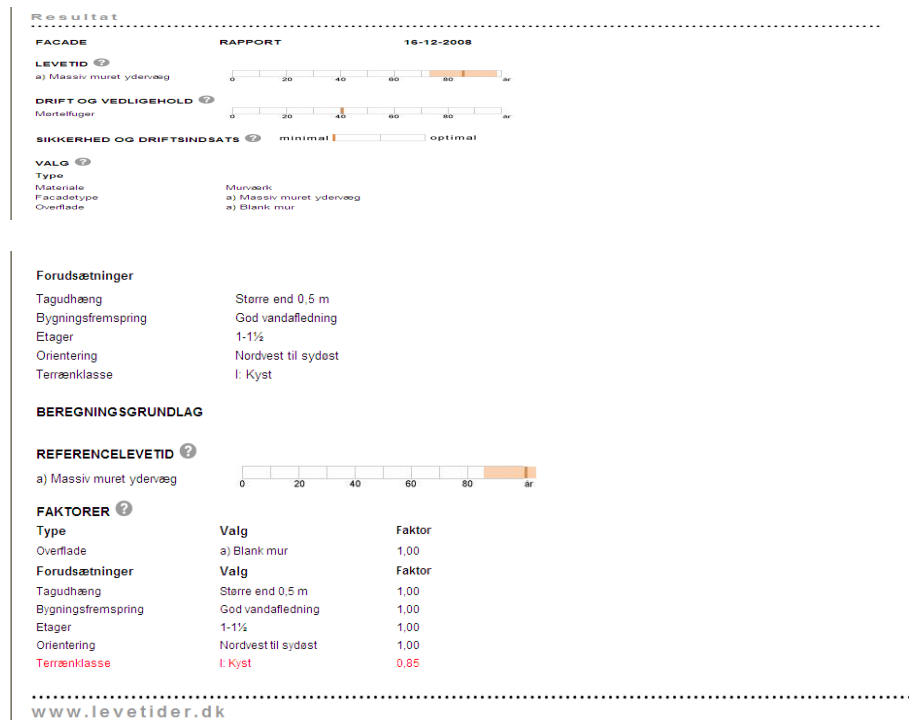 Resultat
FACADE RAPPORT 16-12-2008
LEVETID ?
a) Massiv muret ydervæg 0 20 40 60 80 år
DRIFT OG VEDLIGEHOLD ?
Mørtelfuger 0 20 40 60 80 år
SIKKERHED OG DRIFTSINDSATS ? minimal optimal
VALG ?
Type
Materiale Murværk
Facadetype a) Massiv muret ydervæg
Overflade a) Blank mur
Forudsætninger
Tagudhæng Større end 0,5 m
Bygningsfremspring God vandafledning
Etager 1-1½
Orientering Nordvest til sydøst
Terrænklasse I: Kyst
BEREGNINGSGRUNDLAG
REFERENCELEVETID ?
a) Massiv muret ydervæg 0 20 40 60 80 år
FAKTORER ?
Type Valg Faktor
Overflade a) Blank mur 1,00
Forudsætninger Valg Faktor
Tagudhæng Større end 0,5 m 1,00
Bygningsfremspring God vandafledning 1,00
Etager 1-1½ 1,00
Orientering Nordvest til sydøst 1,00
Terrænklasse I: Kyst 0,85
www.levetider.dk